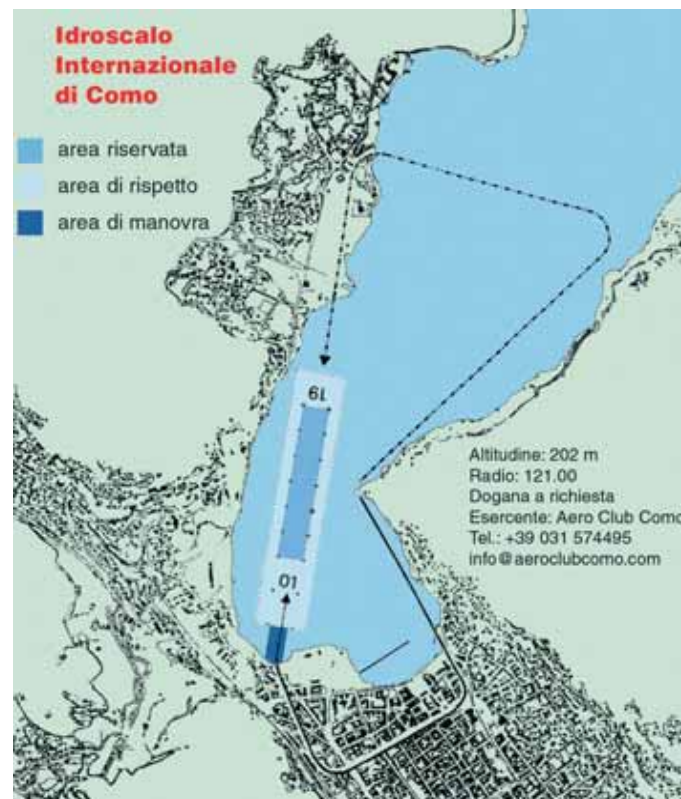 Idroscalo
Internazionale
di Como
area riservata
area di rispetto
area di manovra
19
Altitudine: 202 m
Radio: 121.00
Dogana a richiesta
Esercente: Aero Club Como
Tel.: +39 031 574495
info@aeroclubcomo.com
01